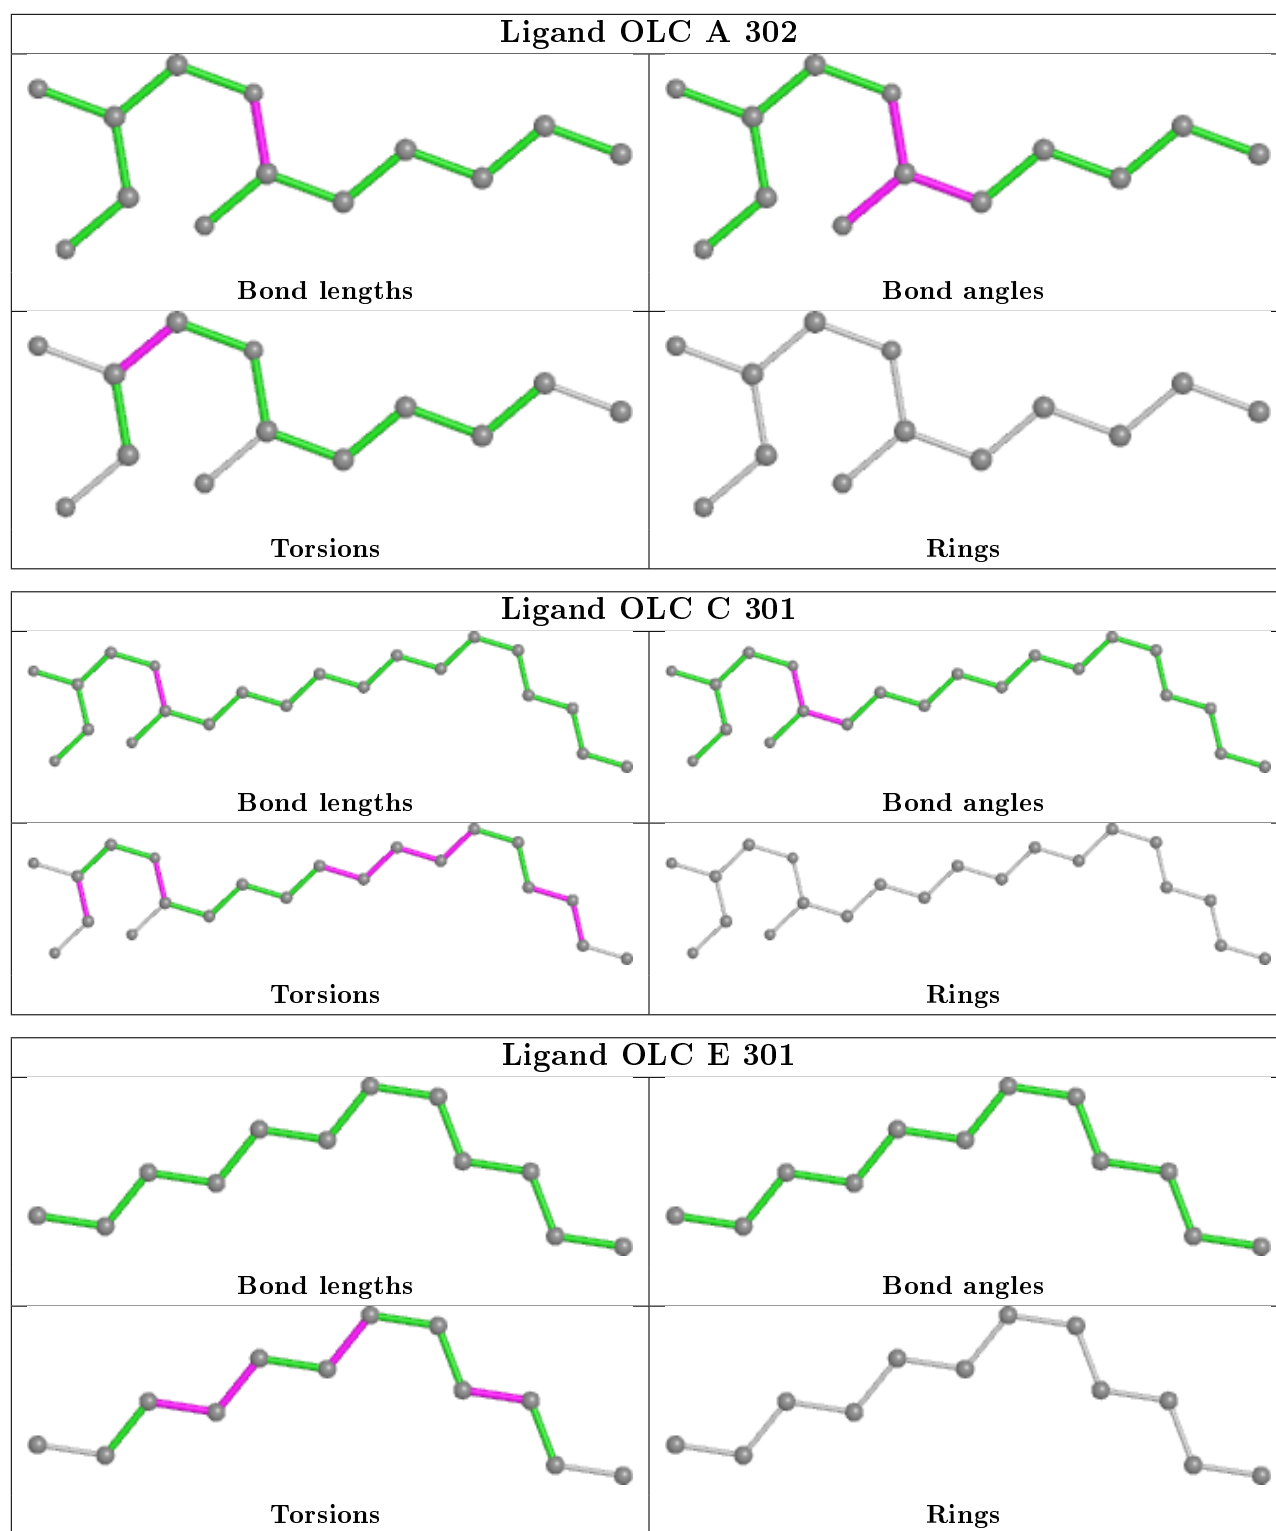 Ligand OLC A 302
Bond lengths
Bond angles
Torsions
Rings
Ligand OLC C 301
Bond lengths
Bond angles
Torsions
Rings
Ligand OLC E 301
Bond lengths
Bond angles
Torsions
Rings